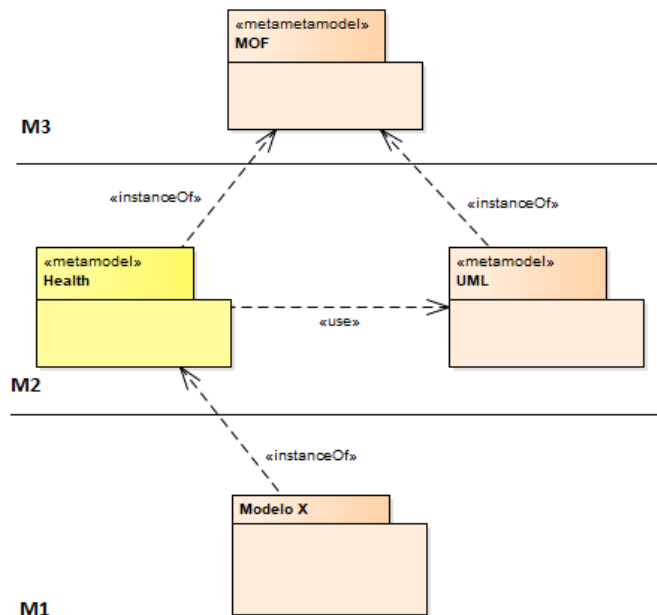 «metametamodel»
MOF
M3
«instanceOf»
«instanceOf»
«metamodel»
Health
«metamodel»
UML
«use»
M2
«instanceOf»
Modelo X
M1